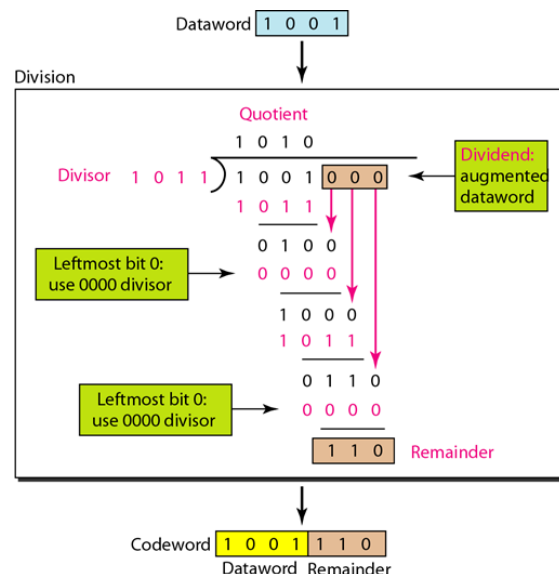 Dataword 1 0 0 1
Division
Quotient
1 0 1 0
Divisor 1 0 1 1 1 0 0 1 0 0 0
Dividend:
augmented
dataword
1 0 1 1
0 1 0 0
Leftmost bit 0:
use 0000 divisor
0 0 0 0
1 0 0 0
1 0 1 1
0 1 1 0
Leftmost bit 0:
use 0000 divisor
0 0 0 0
1 1 0 Remainder
Codeword 1 0 0 1 1 1 0
Dataword Remainder